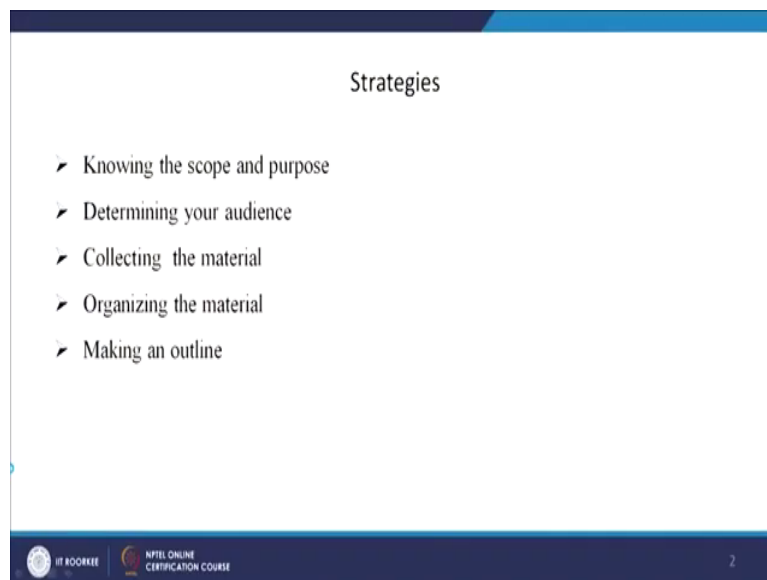 Strategies
➢ Knowing the scope and purpose
➢ Determining your audience
➢ Collecting the material
➢ Organizing the material
➢ Making an outline
IIT ROORKEE
NPTEL ONLINE
CERTIFICATION COURSE
2